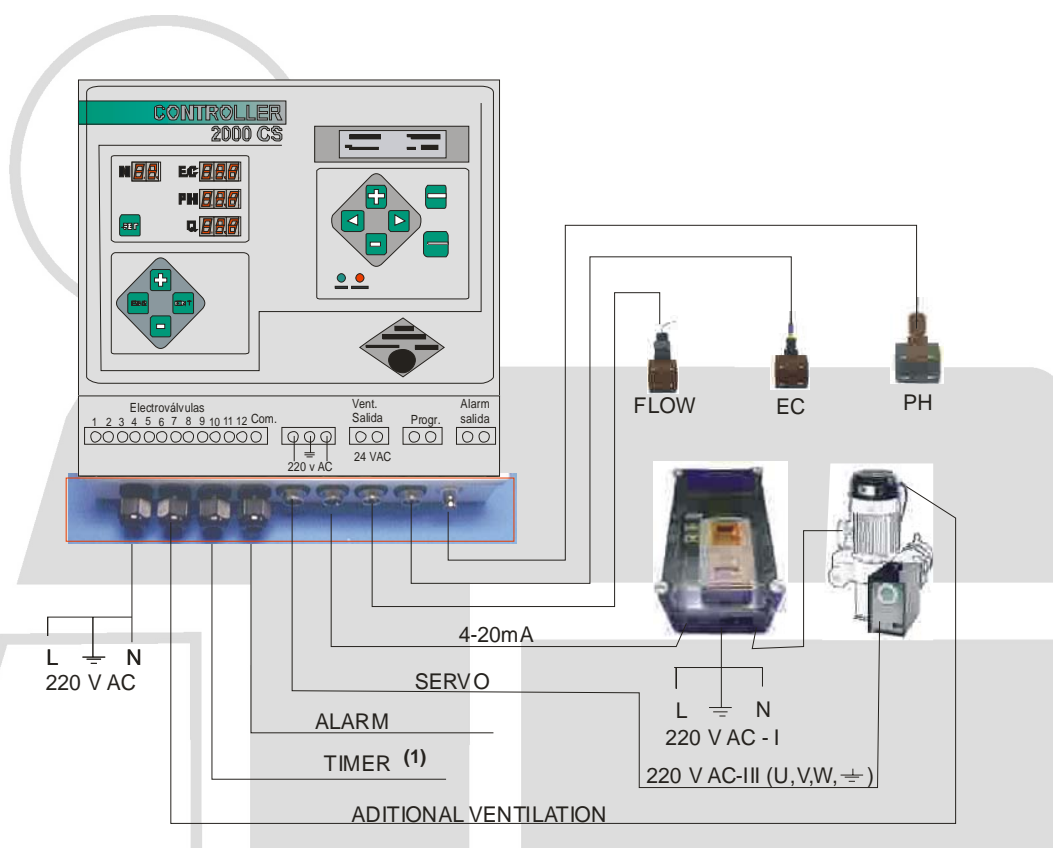 CONTROLLER
2000 CS
N
EC
PH
Q
SET
Electroválvulas
1 2 3 4 5 6 7 8 9 10 11 12 Com.
220 v AC
Vent.
Salida
24 VAC
Progr.
Alarm
salida
FLOW
EC
PH
L N
220 V AC
4-20mA
SERVO
ALARM
TIMER (1)
ADITIONAL VENTILATION
L N
220 V AC - I
220 V AC-III (U,V,W, ⏚)